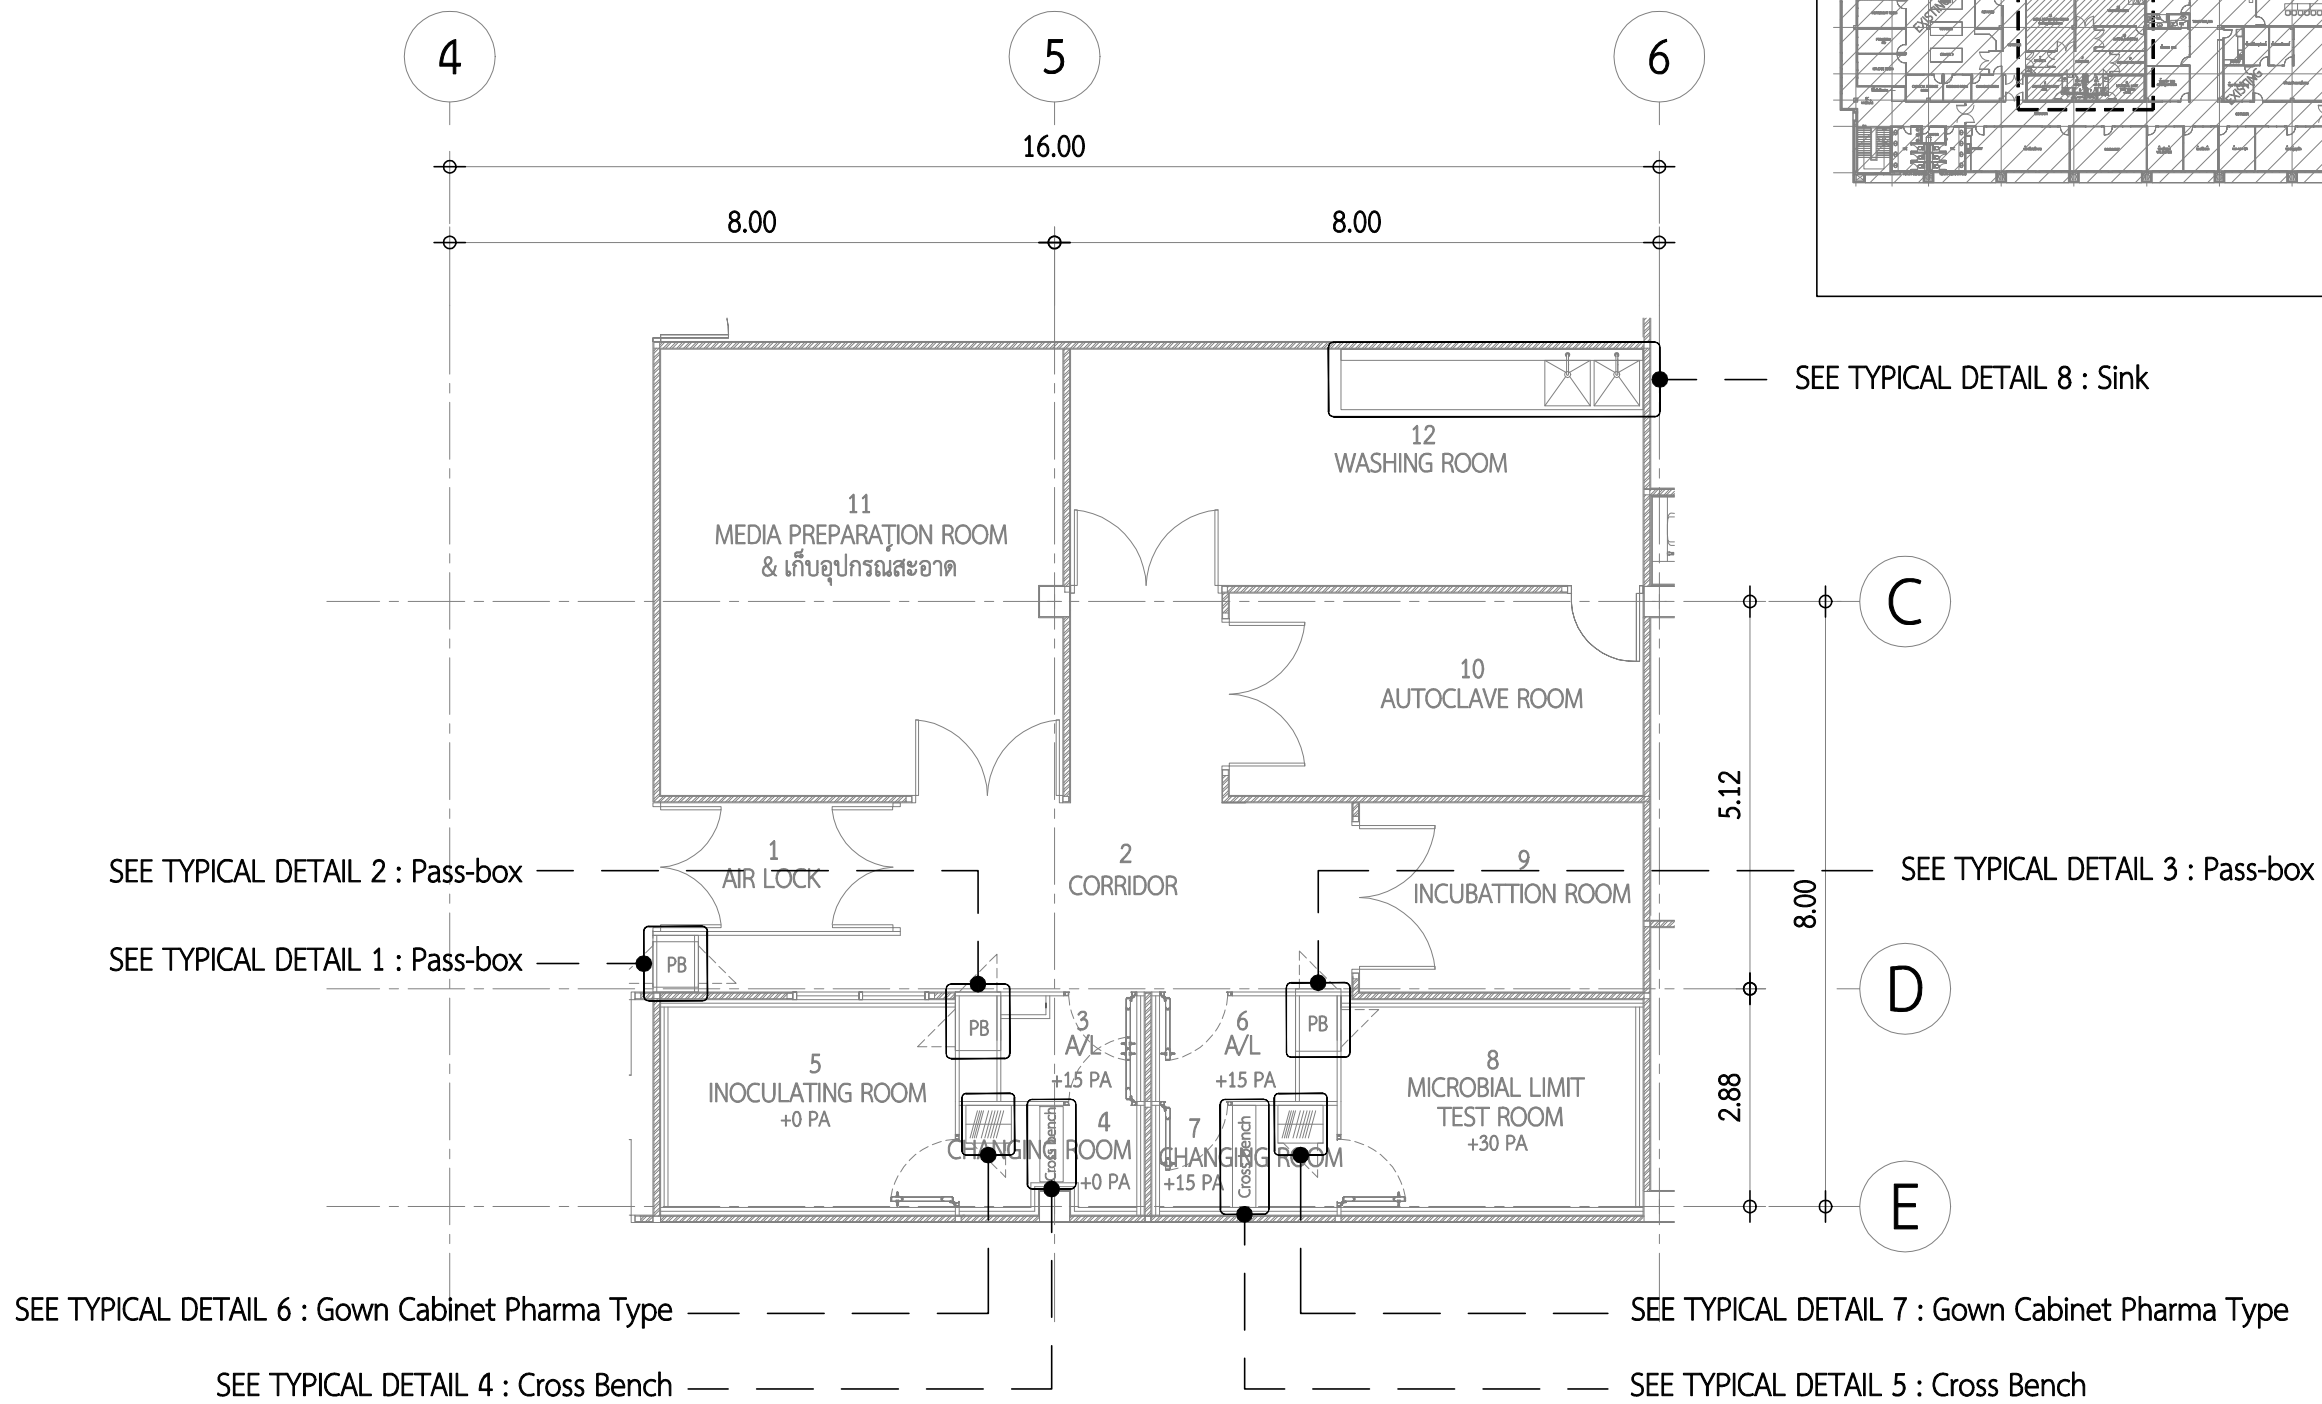 4
5
6
EXISTING
EXISTING
16.00
8.00
8.00
SEE TYPICAL DETAIL 8 : Sink
12
WASHING ROOM
11
MEDIA PREPARATION ROOM
& เก็บอุปกรณ์สะอาด
C
10
AUTOCLAVE ROOM
5.12
8.00
1
AIR LOCK
2
CORRIDOR
9
INCUBATTION ROOM
SEE TYPICAL DETAIL 2 : Pass-box
SEE TYPICAL DETAIL 3 : Pass-box
SEE TYPICAL DETAIL 1 : Pass-box
PB
D
PB
3
A/L
+15 PA
6
A/L
+15 PA
PB
5
INOCULATING ROOM
+0 PA
8
MICROBIAL LIMIT
TEST ROOM
+30 PA
2.88
4
CHANGING ROOM
+0 PA
Cross bench
7
CHANGING ROOM
+15 PA
Cross bench
E
SEE TYPICAL DETAIL 6 : Gown Cabinet Pharma Type
SEE TYPICAL DETAIL 7 : Gown Cabinet Pharma Type
SEE TYPICAL DETAIL 4 : Cross Bench
SEE TYPICAL DETAIL 5 : Cross Bench